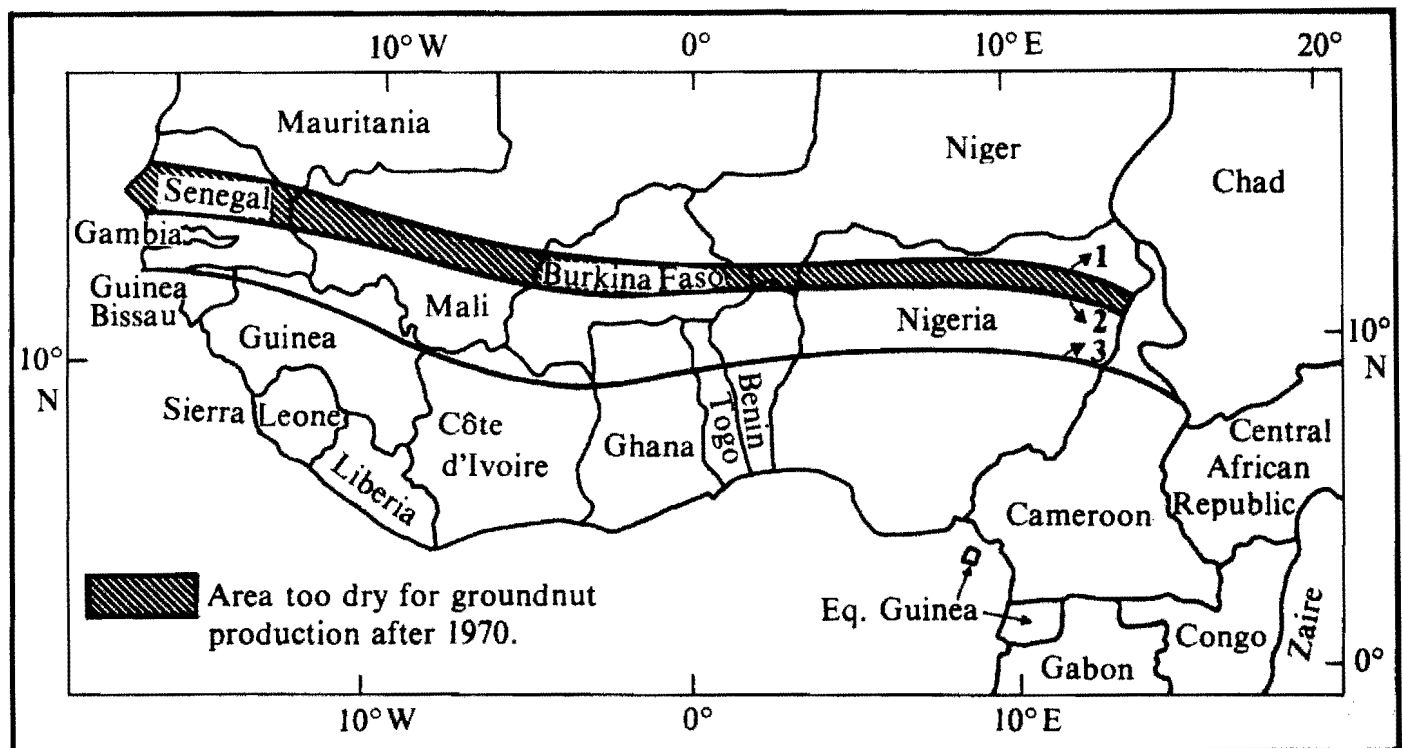 10° W 0° 10° E 20°
Mauritania
Niger
Chad
Senegal
Gambia
1
Burkina Faso
Guinea
Bissau
Mali
Nigeria
2
10°
N
Guinea
3
10°
N
Sierra Leone
Côte
d'Ivoire
Liberia
Ghana
Togo
Benin
Central
African
Republic
Cameroon
Area too dry for groundnut
production after 1970.
Eq. Guinea
Congo
Zaire
Gabon
0°
10° W 0° 10° E